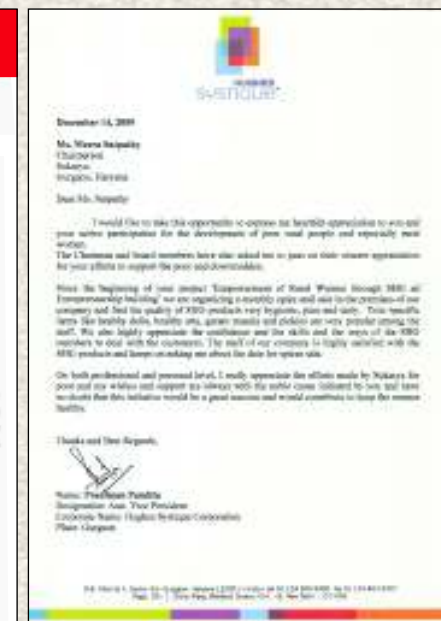 HUGHES
SYSTIQUE
December 14, 2009
Ms. Meera Satpathy
Chairperson
Sukarya
Gurgaon, Haryana
Dear Ms. Satpathy
I would like to take this opportunity to express my heartfelt appreciation to you and
your active participation for the development of poor rural people and especially rural
women.
The Chairman and board members have also asked me to pass on their sincere appreciation
for your efforts to support the poor and downtrodden.
Since the beginning of your project 'Empowerment of Rural Women through SHG and
Entrepreneurship building' we are organizing a monthly spice and sale in the premises of our
company and find the quality of SHG products very hygienic, pure and tasty. Your specific
items like healthy dalia, healthy atta, garam masala and pickles are very popular among the
staff. We also highly appreciate the confidence and the skills and the ways of the SHG
members to deal with the customers. The staff of our company is highly satisfied with the
SHG products and keeps on asking me about the date for spices sale.
On both professional and personal level, I really appreciate the efforts made by Sukarya for
poor and my wishes and support are always with the noble cause initiated by you and have
no doubt that this initiative would be a great success and would contribute to keep the women
healthy.
Thanks and Best Regards,
Name: Pandita
Designation: Asst. Vice President
Corporate Name: Hughes Systique Corporation
Place: Gurgaon